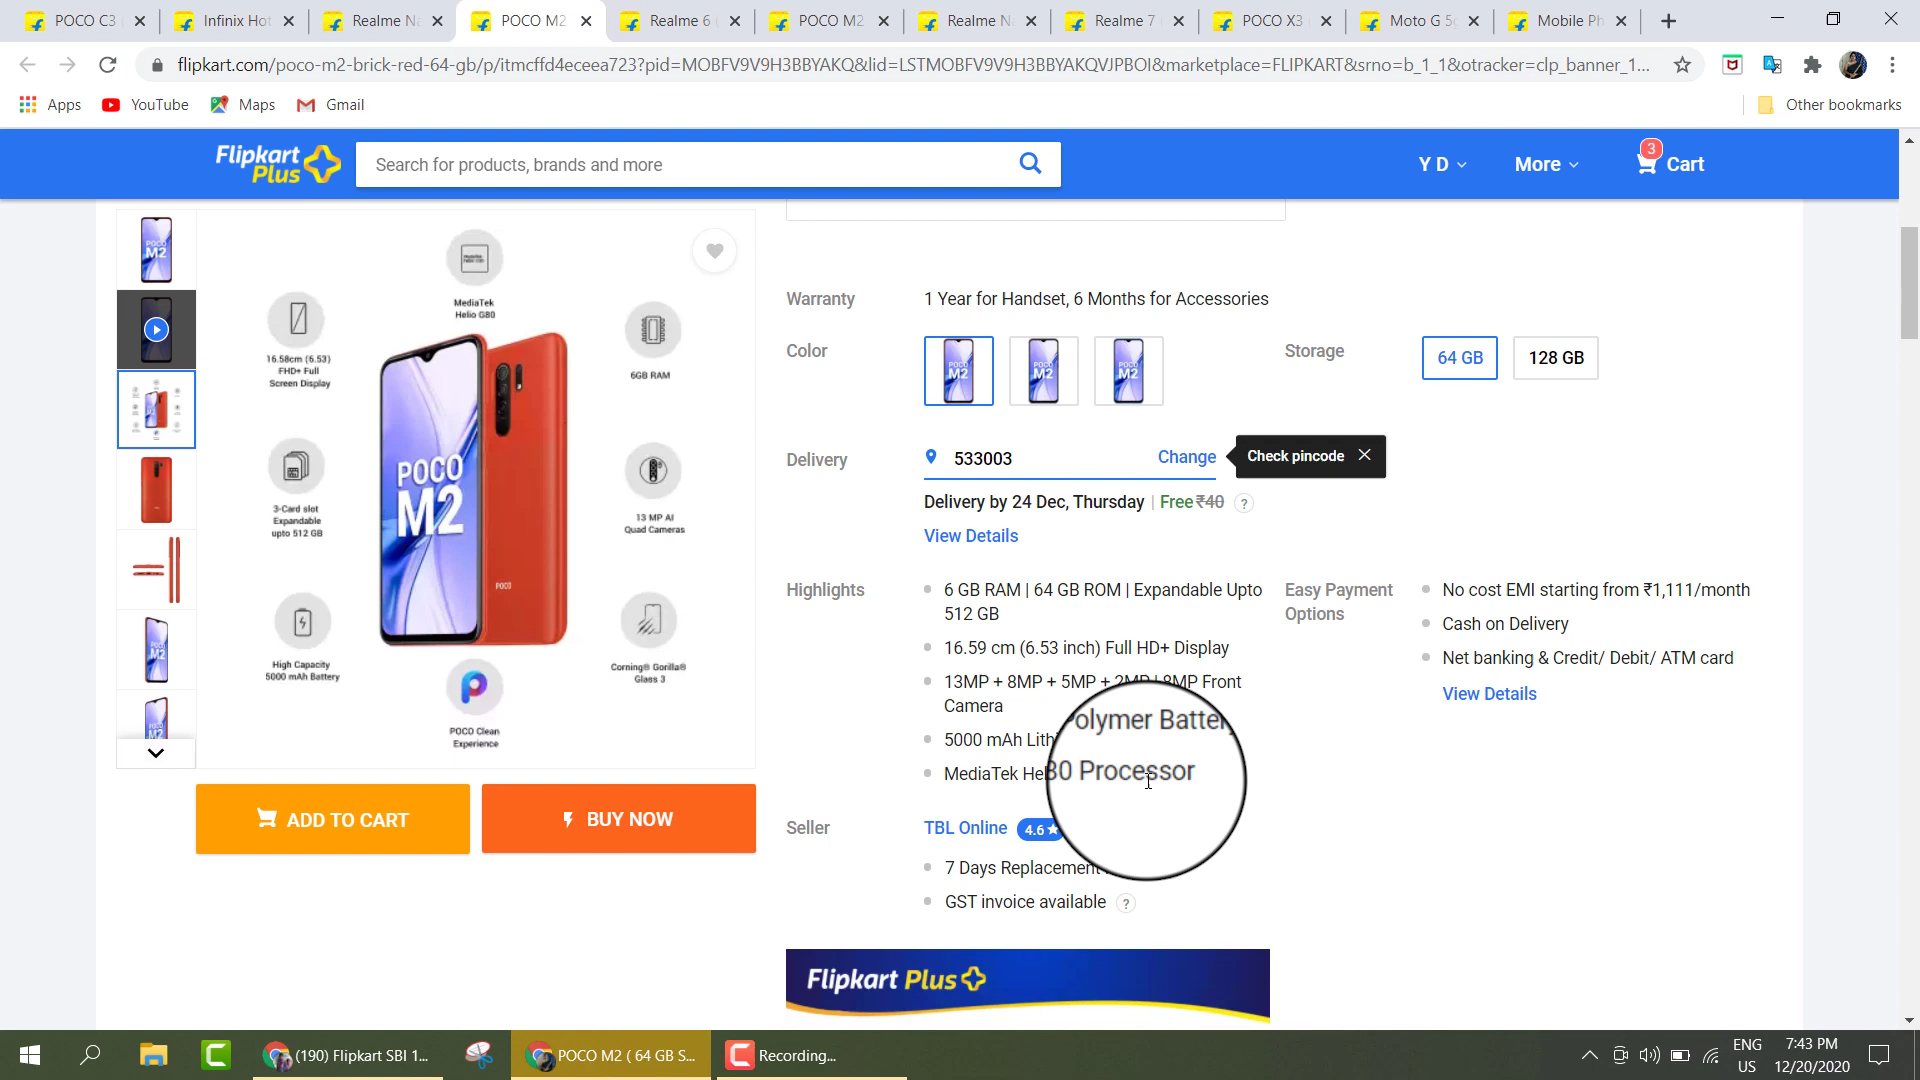 POCO C3
Infinix Hot
Realme Na
POCO M2
Realme 6
POCO M2
Realme Na
Realme 7
POCO X3
Moto G 5G
Mobile Ph
flipkart.com/poco-m2-brick-red-64-gb/p/itmcffd4eceea723?pid=MOBFV9V9H3BBYAKQ&lid=LSTMOBFV9V9H3BBYAKQVJPBOI&marketplace=FLIPKART&srno=b_1_1&otracker=clp_banner_1...
Apps
YouTube
Maps
Gmail
Other bookmarks
Flipkart
Plus
Search for products, brands and more
Y D
More
3
Cart
POCO
M2
MediaTek
Helio G80
16.58cm (6.53)
FHD+ Full
Screen Display
6GB RAM
3-Card slot
Expandable
upto 512 GB
POCO
M2
POCO
13 MP AI
Quad Cameras
High Capacity
5000 mAh Battery
Corning® Gorilla®
Glass 3
POCO Clean
Experience
ADD TO CART
BUY NOW
Warranty
1 Year for Handset, 6 Months for Accessories
Color
Storage
64 GB
128 GB
Delivery
533003
Change
Check pincode
Delivery by 24 Dec, Thursday | Free ₹40 ?
View Details
Highlights
6 GB RAM | 64 GB ROM | Expandable Upto
512 GB
16.59 cm (6.53 inch) Full HD+ Display
13MP + 8MP + 5MP + 2MP | 8MP Front
Camera
5000 mAh Lith
Polymer Battery
MediaTek Hel
80 Processor
Easy Payment
Options
No cost EMI starting from ₹1,111/month
Cash on Delivery
Net banking & Credit/ Debit/ ATM card
View Details
Seller
TBL Online
4.6★
7 Days Replacement
GST invoice available ?
Flipkart Plus
(190) Flipkart SBI 1...
POCO M2 ( 64 GB S...
Recording...
ENG
US
7:43 PM
12/20/2020